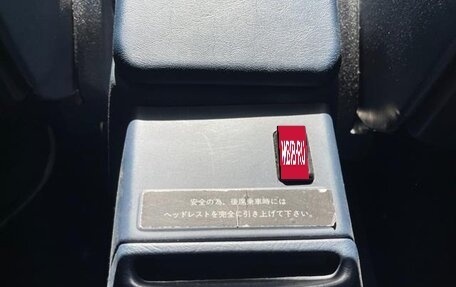 WBB.RU
安全の為、後席乗車時には
ヘッドレストを完全に引き上げて下さい。